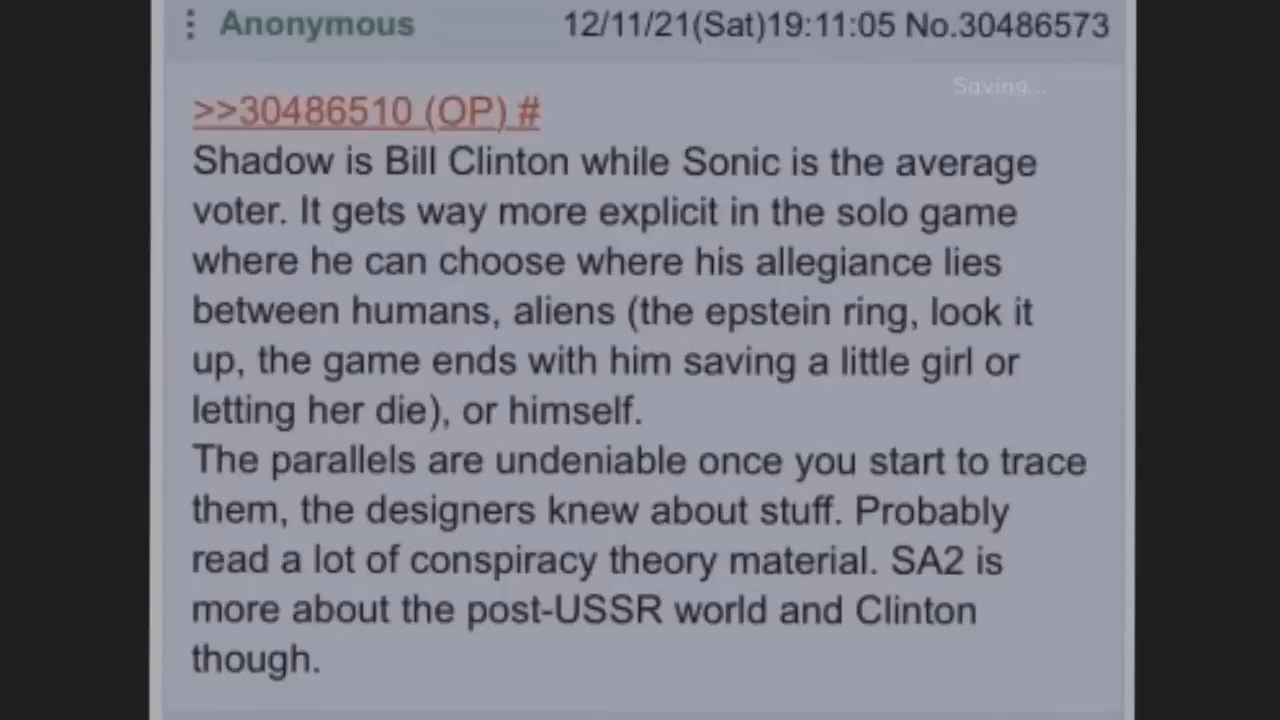 Anonymous 12/11/21(Sat)19:11:05 No.30486573
Saving...
>>30486510 (OP) #
Shadow is Bill Clinton while Sonic is the average
voter. It gets way more explicit in the solo game
where he can choose where his allegiance lies
between humans, aliens (the epstein ring, look it
up, the game ends with him saving a little girl or
letting her die), or himself.
The parallels are undeniable once you start to trace
them, the designers knew about stuff. Probably
read a lot of conspiracy theory material. SA2 is
more about the post-USSR world and Clinton
though.